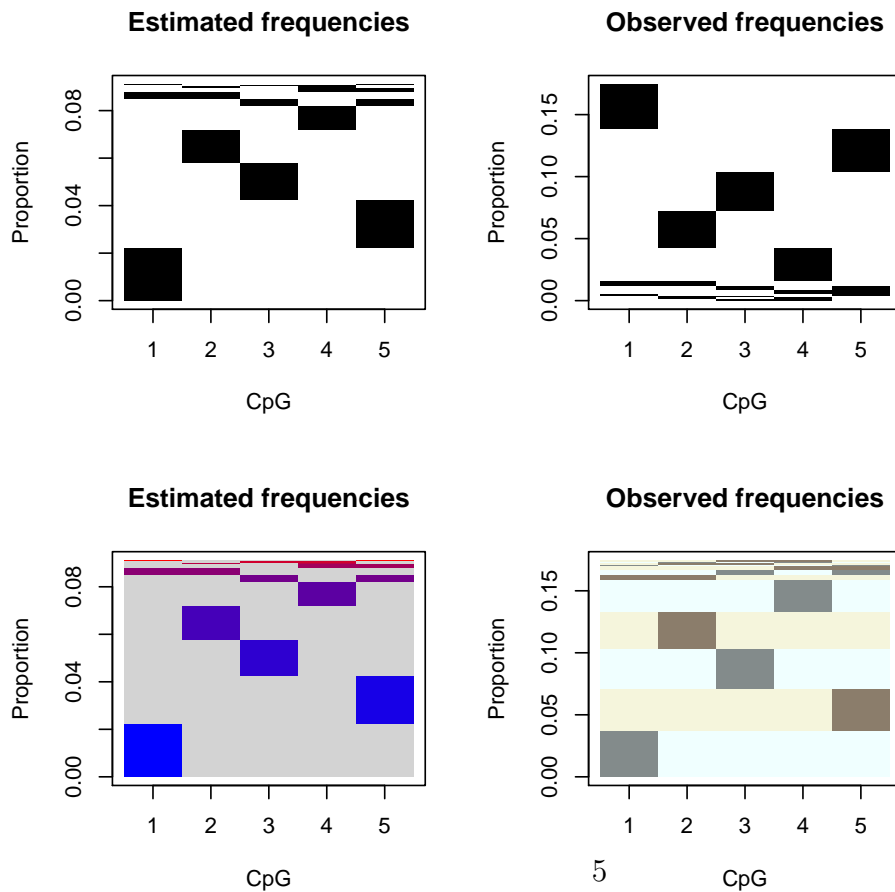 Estimated frequencies
Proportion
0.08
0.04
0.00
1 2 3 4 5
CpG
Observed frequencies
Proportion
0.15
0.10
0.05
0.00
1 2 3 4 5
CpG
Estimated frequencies
Proportion
0.08
0.04
0.00
1 2 3 4 5
CpG
Observed frequencies
Proportion
0.15
0.10
0.05
0.00
1 2 3 4 5
CpG
5